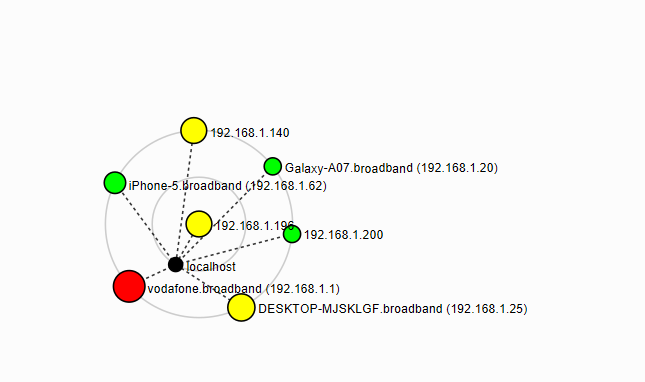 192.168.1.140
Galaxy-A07.broadband (192.168.1.20)
iPhone-5.broadband (192.168.1.62)
192.168.1.196
192.168.1.200
localhost
vodafone.broadband (192.168.1.1)
DESKTOP-MJSKLGF.broadband (192.168.1.25)